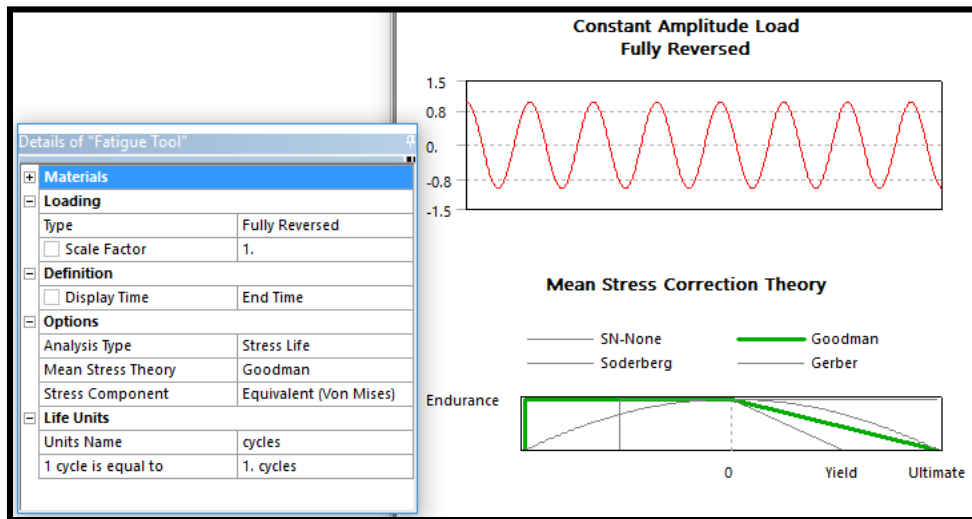 Constant Amplitude Load
Fully Reversed
1.5
0.8
0.
-0.8
-1.5
Details of "Fatigue Tool"
Materials
Loading
Type Fully Reversed
Scale Factor 1.
Definition
Display Time End Time
Options
Analysis Type Stress Life
Mean Stress Theory Goodman
Stress Component Equivalent (Von Mises)
Life Units
Units Name cycles
1 cycle is equal to 1. cycles
Mean Stress Correction Theory
SN-None Goodman
Soderberg Gerber
Endurance
0 Yield Ultimate